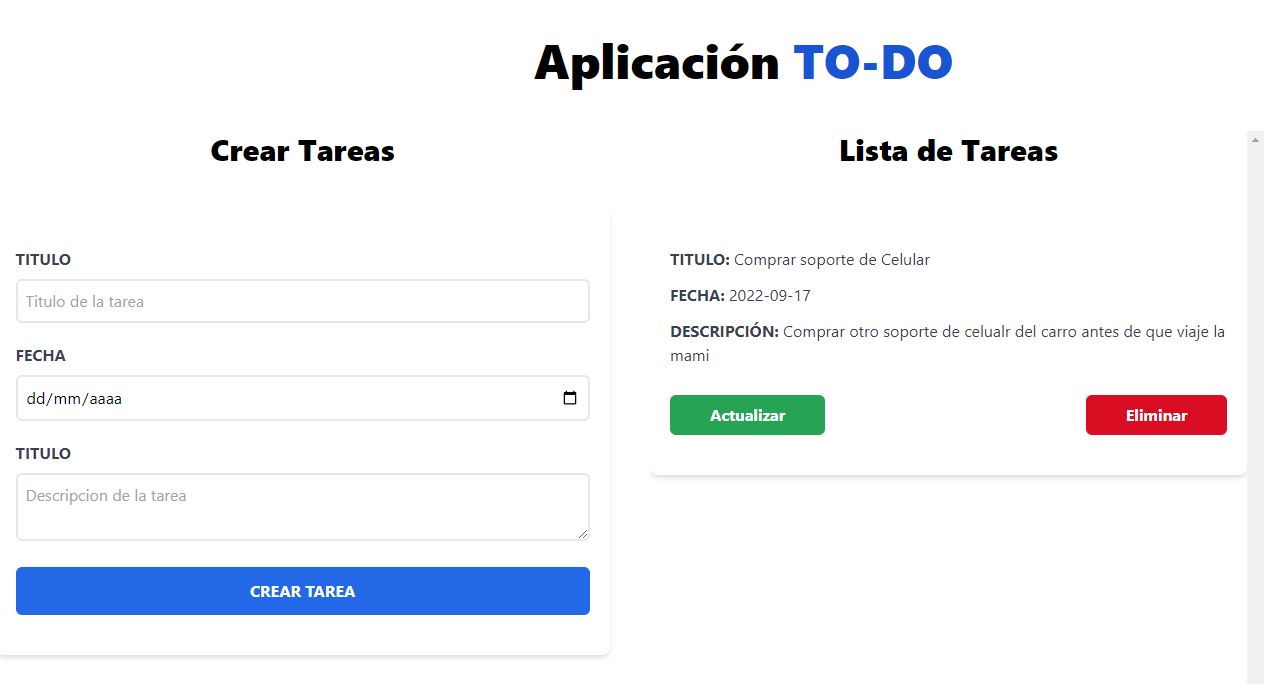 Aplicación TO-DO
Crear Tareas
TITULO
Titulo de la tarea
FECHA
dd/mm/aaaa
TITULO
Descripcion de la tarea
CREAR TAREA
Lista de Tareas
TITULO: Comprar soporte de Celular
FECHA: 2022-09-17
DESCRIPCIÓN: Comprar otro soporte de celualr del carro antes de que viaje la
mami
Actualizar
Eliminar